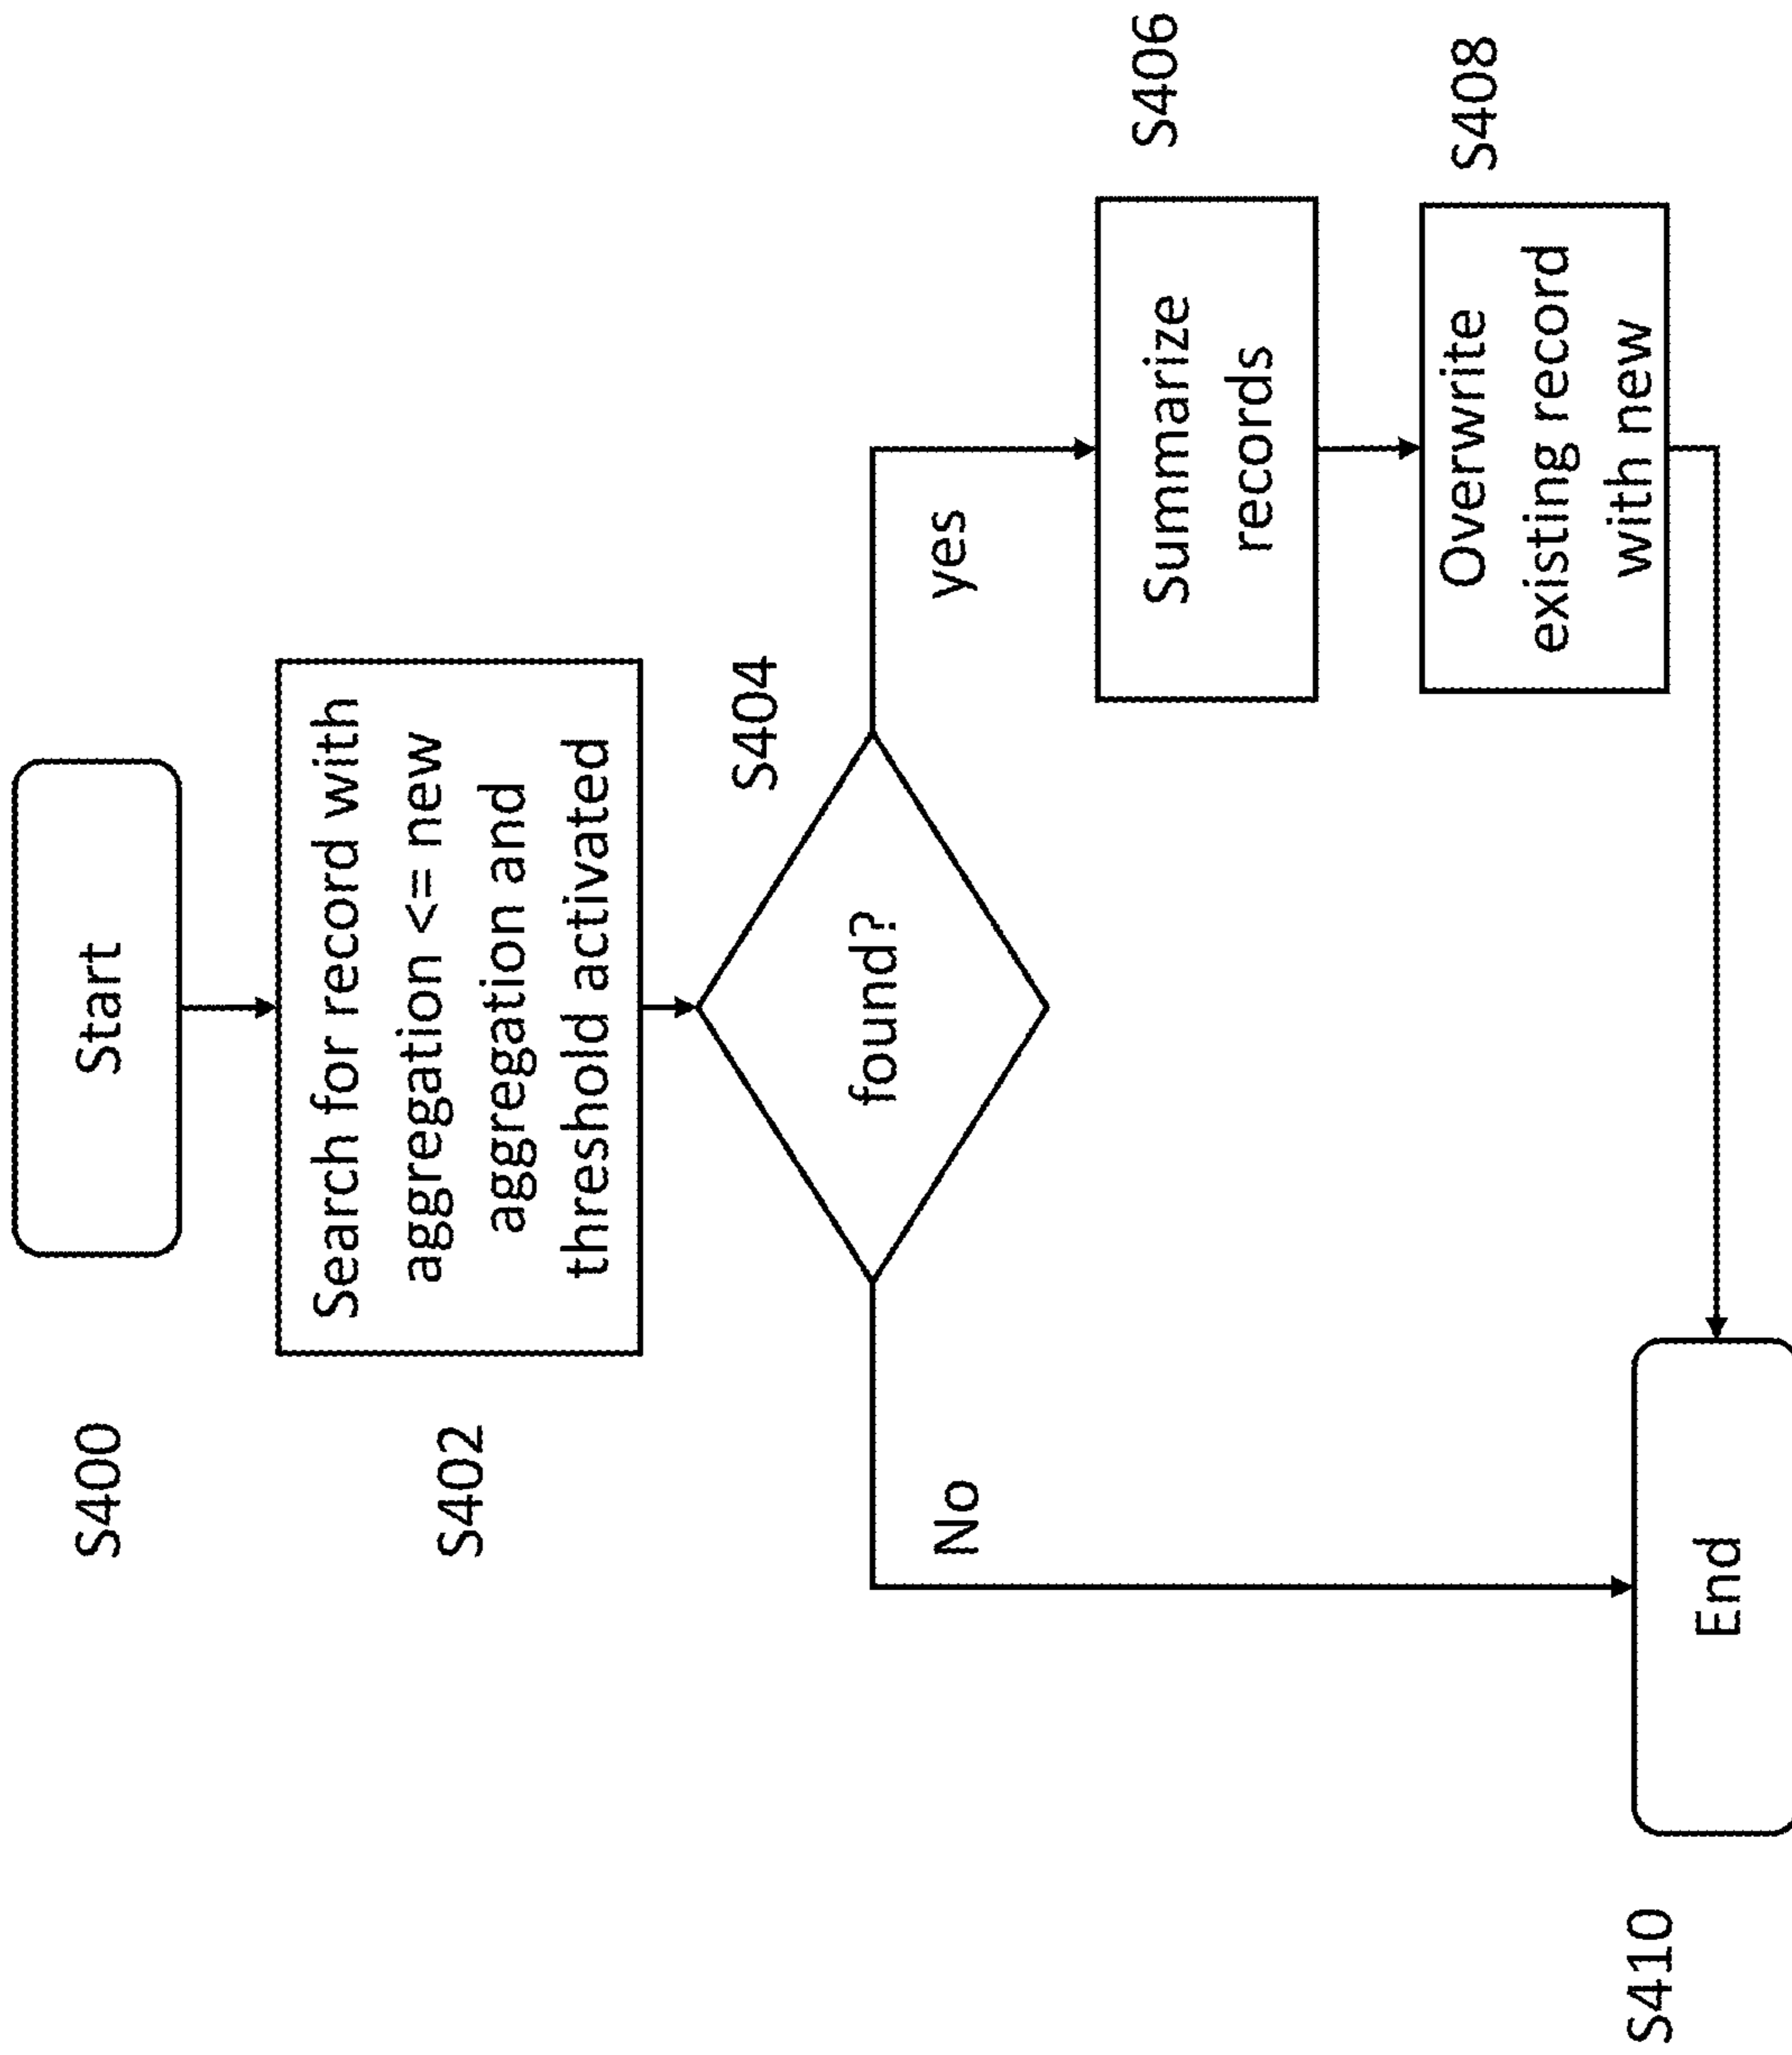 S400
Start
S402
Search for record with
aggregation <= new
aggregation and
threshold activated
S404
found?
No
yes
Summarize
records
S406
Overwrite
existing record
with new
S408
S410
End